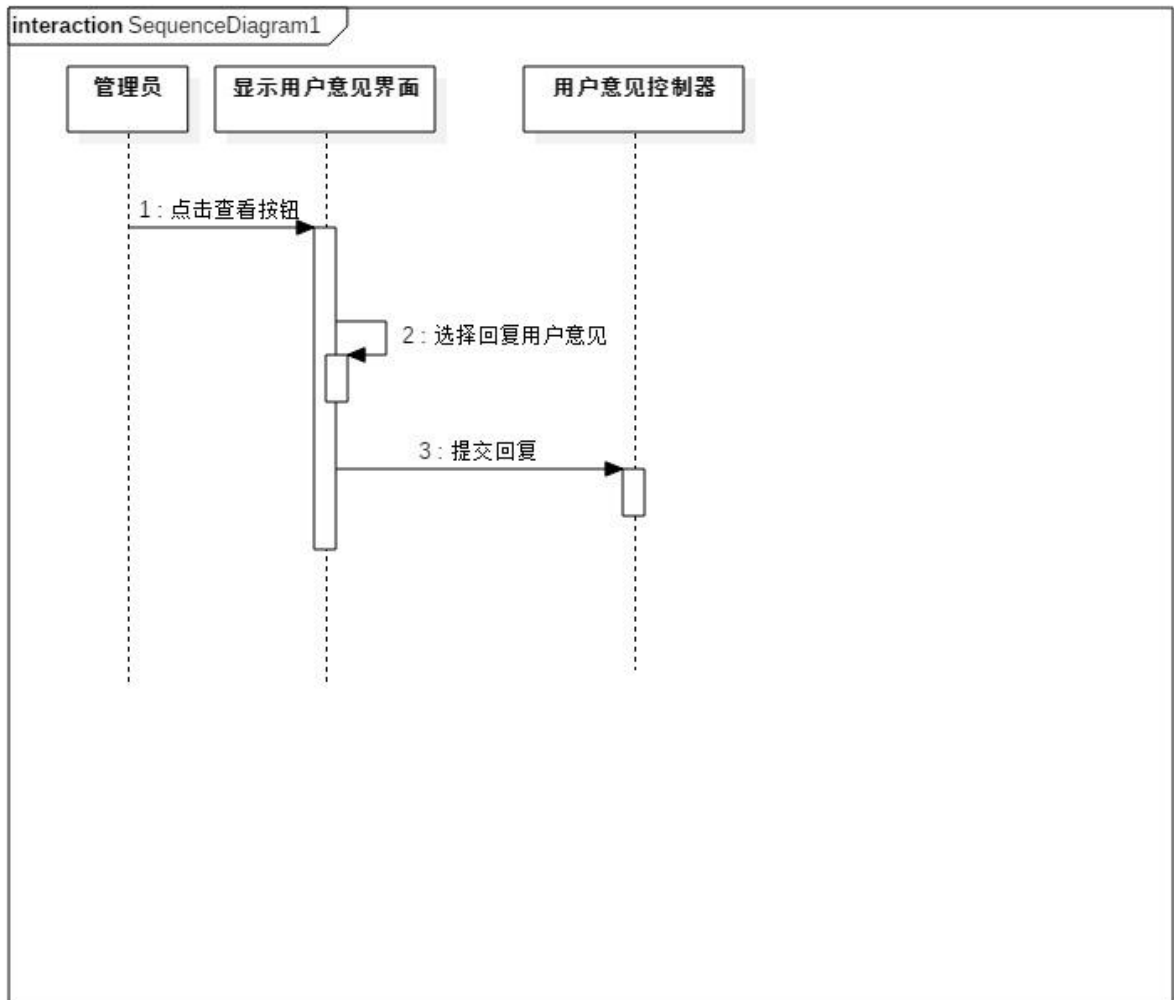 interaction SequenceDiagram1
管理员
显示用户意见界面
用户意见控制器
1 : 点击查看按钮
2 : 选择回复用户意见
3 : 提交回复